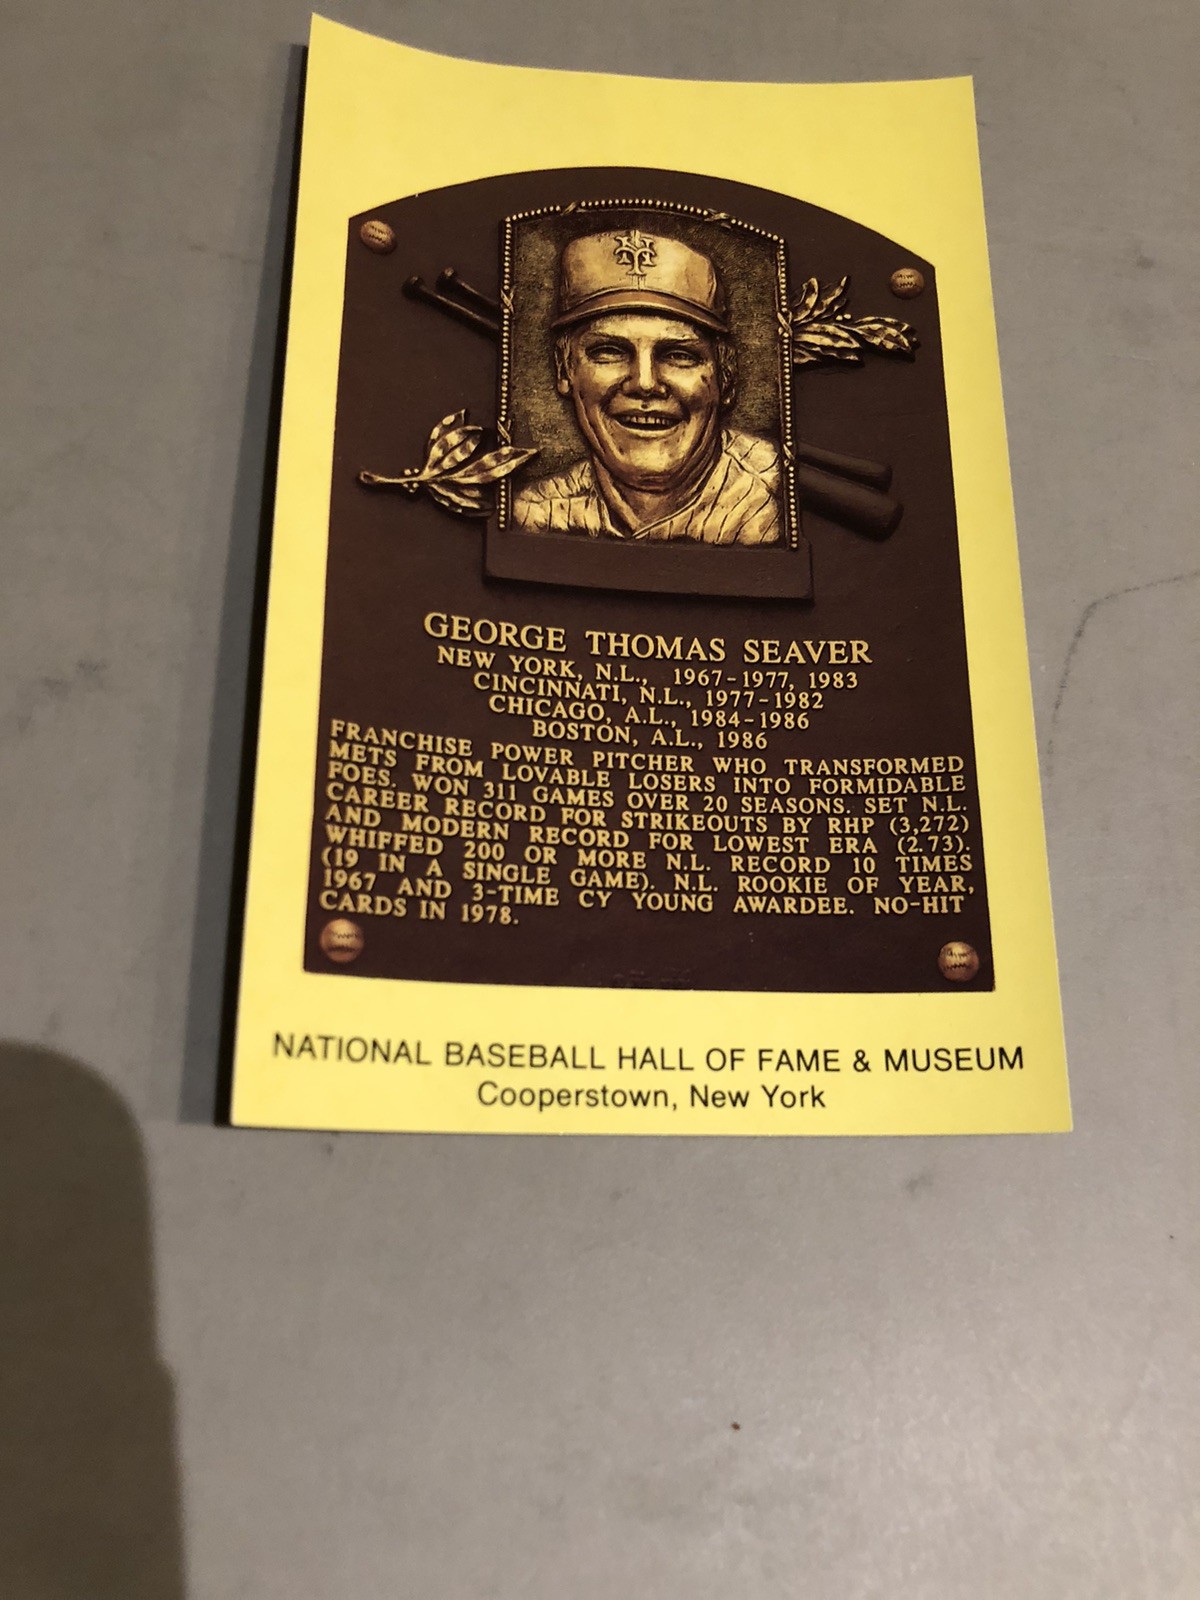 NY
GEORGE THOMAS SEAVER
NEW YORK, N.L., 1967-1977, 1983
CINCINNATI, N.L., 1977-1982
CHICAGO, A.L., 1984-1986
BOSTON, A.L., 1986
FRANCHISE POWER PITCHER WHO TRANSFORMED
METS FROM LOVABLE LOSERS INTO FORMIDABLE
FOES. WON 311 GAMES OVER 20 SEASONS. SET N.L.
CAREER RECORD FOR STRIKEOUTS BY RHP (3,272)
AND MODERN RECORD FOR LOWEST ERA (2.73).
WHIFFED 200 OR MORE N.L. RECORD 10 TIMES
(19 IN A SINGLE GAME). N.L. ROOKIE OF YEAR,
1967 AND 3-TIME CY YOUNG AWARDEE. NO-HIT
CARDS IN 1978.
NATIONAL BASEBALL HALL OF FAME & MUSEUM
Cooperstown, New York